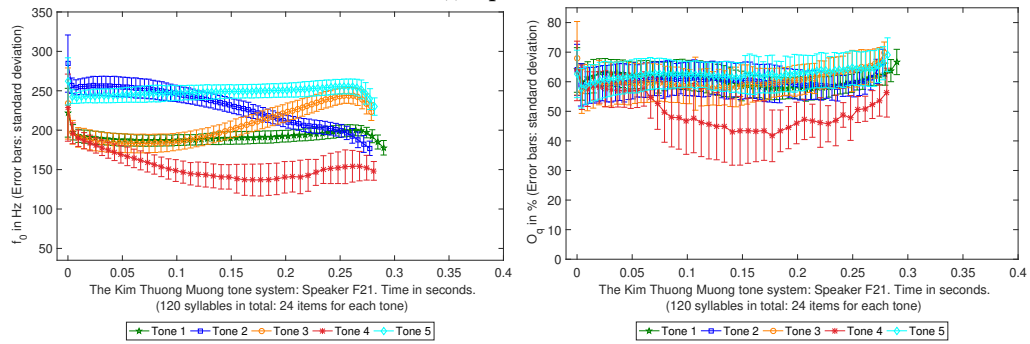 f0 in Hz (Error bars: standard deviation)
350
300
250
200
150
100
50
0 0.05 0.1 0.15 0.2 0.25 0.3 0.35 0.4
The Kim Thuong Muong tone system: Speaker F21. Time in seconds.
(120 syllables in total: 24 items for each tone)
Tone 1 Tone 2 Tone 3 Tone 4 Tone 5
Oq in % (Error bars: standard deviation)
80
70
60
50
40
30
20
10
0
0 0.05 0.1 0.15 0.2 0.25 0.3 0.35 0.4
The Kim Thuong Muong tone system: Speaker F21. Time in seconds.
(120 syllables in total: 24 items for each tone)
Tone 1 Tone 2 Tone 3 Tone 4 Tone 5